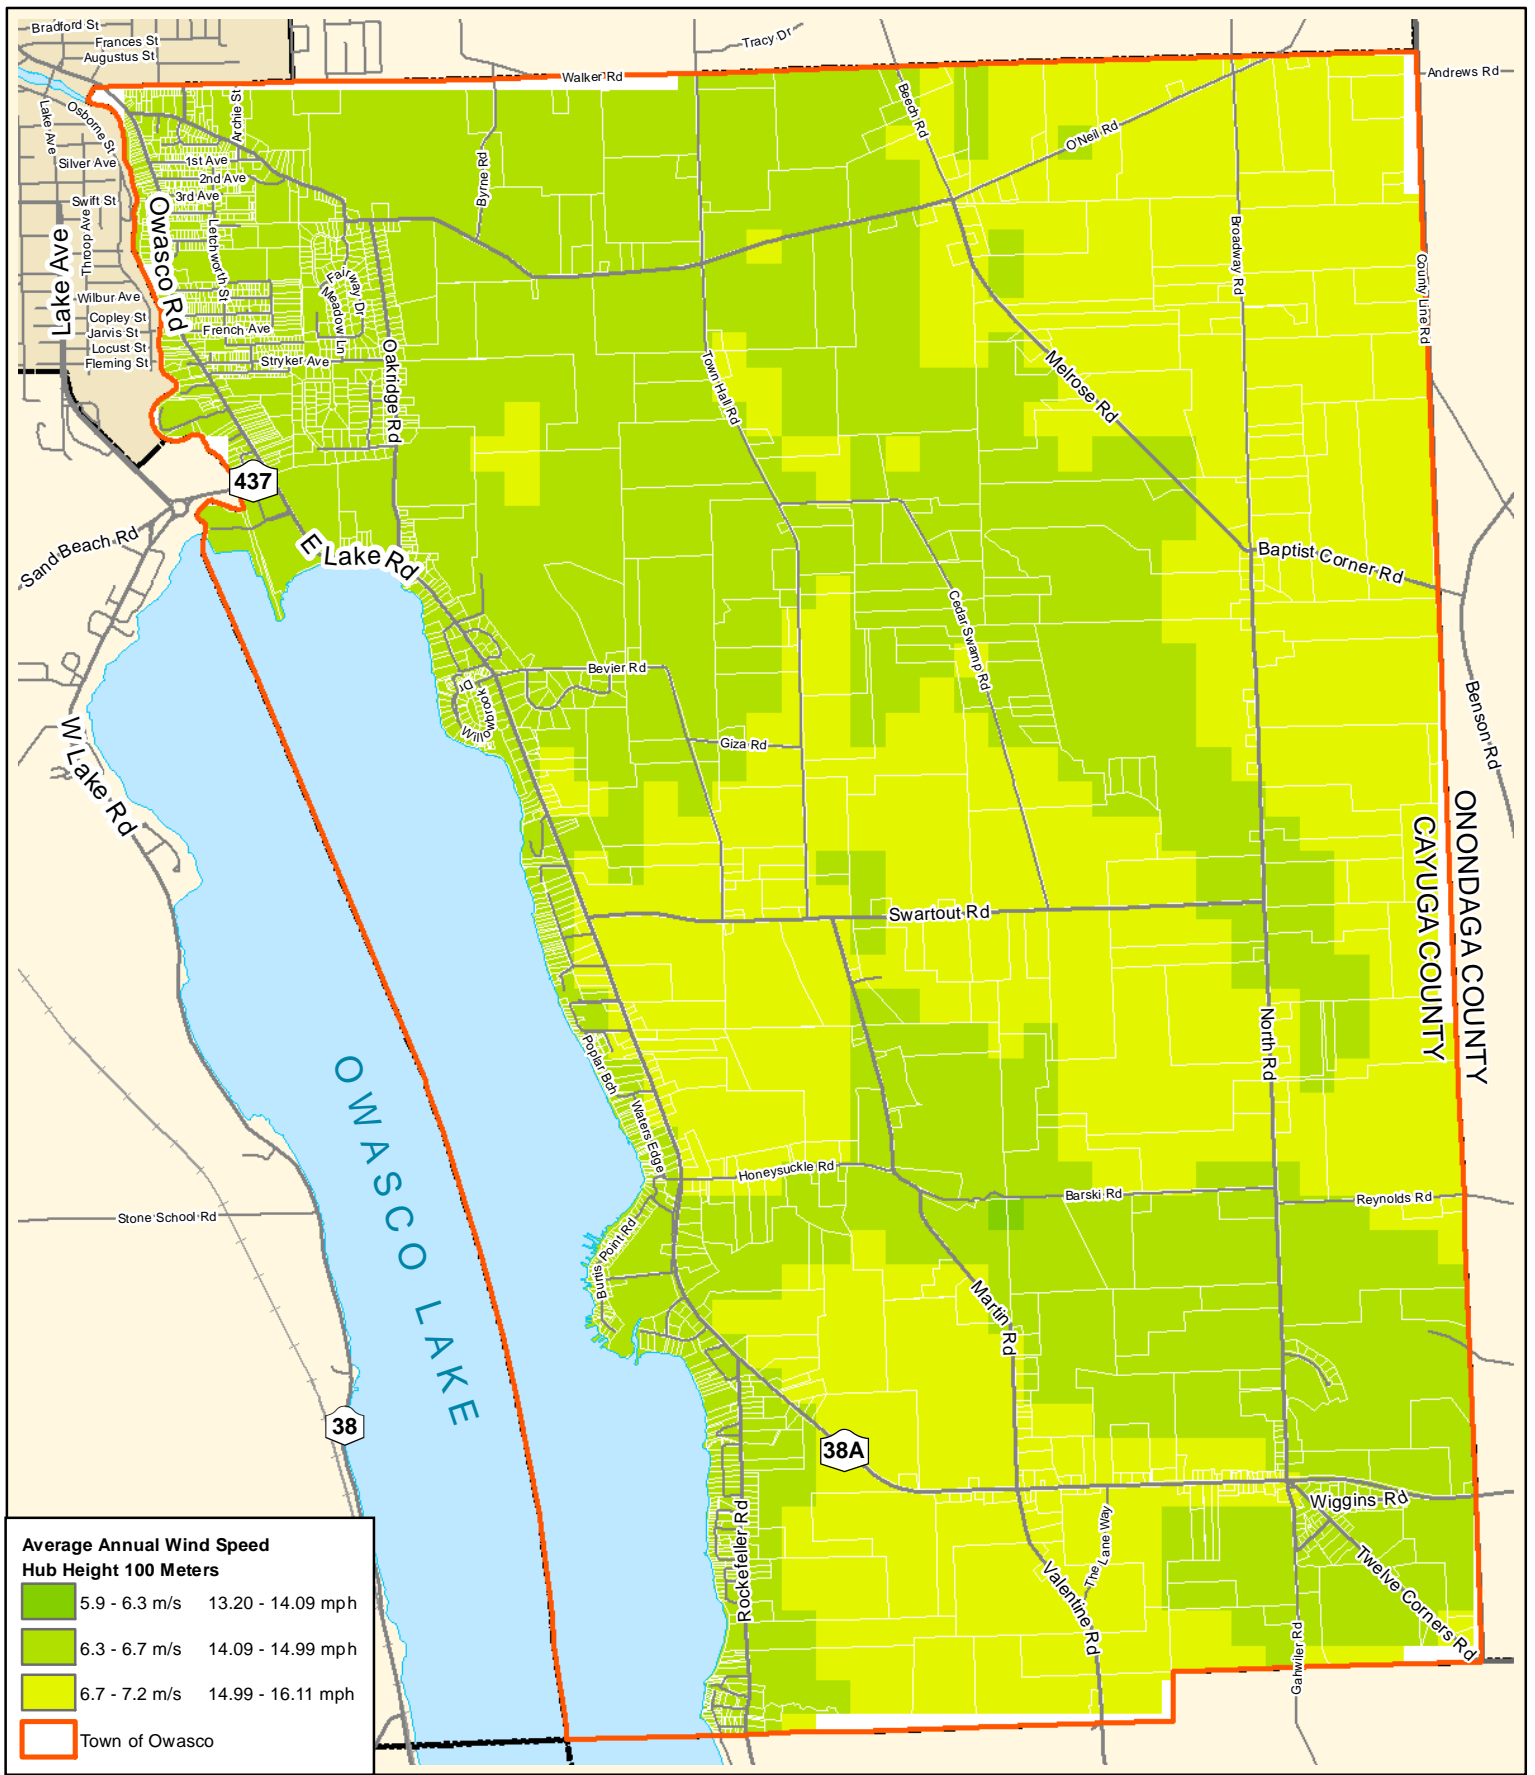 Bradford St
Frances St
Augustus St
Tracy Dr
Walker Rd
Andrews Rd
Lake Ave
Osborne St
Archie St
Beech Rd
O'Neil Rd
Silver Ave
1st Ave
2nd Ave
3rd Ave
Byrne Rd
Swift St
Throop Ave
Owasco Rd
Letchworth St
Broadway Rd
County Line Rd
Lake Ave
Wilbur Ave
Copley St
Jarvis St
Locust St
Fleming St
Fairway Dr
Meadow Ln
French Ave
Stryker Ave
Oakridge Rd
Town Hall Rd
Melrose Rd
437
Sand Beach Rd
E Lake Rd
Baptist Corner Rd
Cedar Swamp Rd
Bevier Rd
Willowbrook Dr
Giza Rd
Benson Rd
W Lake Rd
ONONDAGA COUNTY
CAYUGA COUNTY
Swartout Rd
North Rd
Poplar Bch
Waters Edge
OWASCO LAKE
Honeysuckle Rd
Barski Rd
Reynolds Rd
Stone School Rd
Burtis Point Rd
Martin Rd
38
38A
Rockefeller Rd
Wiggins Rd
The Lane Way
Valentine Rd
Twelve Corners Rd
Gahwiler Rd
Average Annual Wind Speed
Hub Height 100 Meters
5.9 - 6.3 m/s 13.20 - 14.09 mph
6.3 - 6.7 m/s 14.09 - 14.99 mph
6.7 - 7.2 m/s 14.99 - 16.11 mph
Town of Owasco